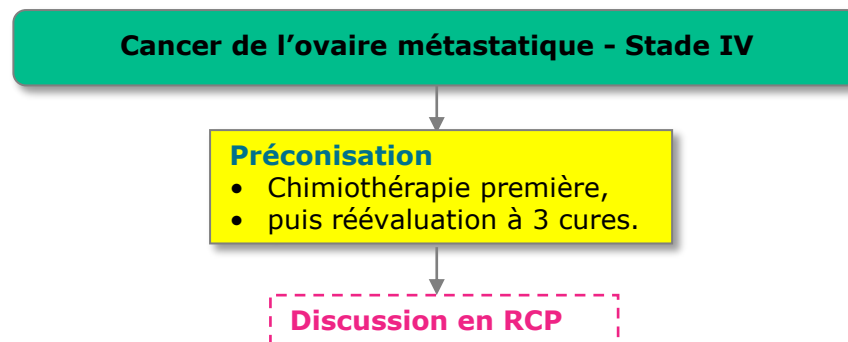 Cancer de l’ovaire métastatique - Stade IV
Préconisation
• Chimiothérapie première,
• puis réévaluation à 3 cures.
Discussion en RCP